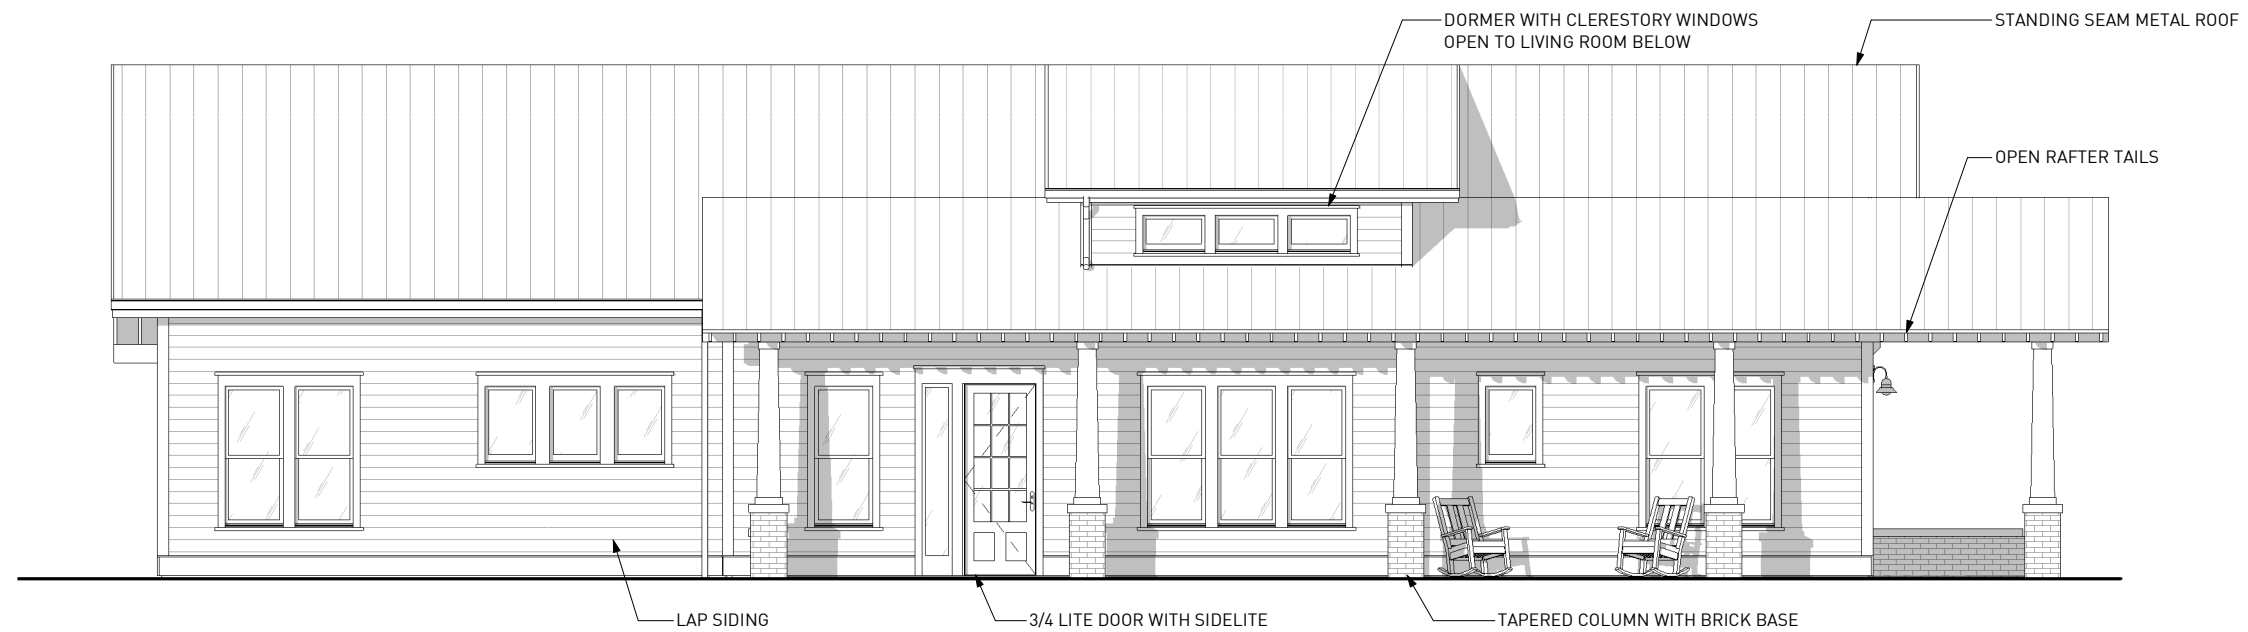 DORMER WITH CLERESTORY WINDOWS
OPEN TO LIVING ROOM BELOW
STANDING SEAM METAL ROOF
OPEN RAFTER TAILS
LAP SIDING
3/4 LITE DOOR WITH SIDELITE
TAPERED COLUMN WITH BRICK BASE